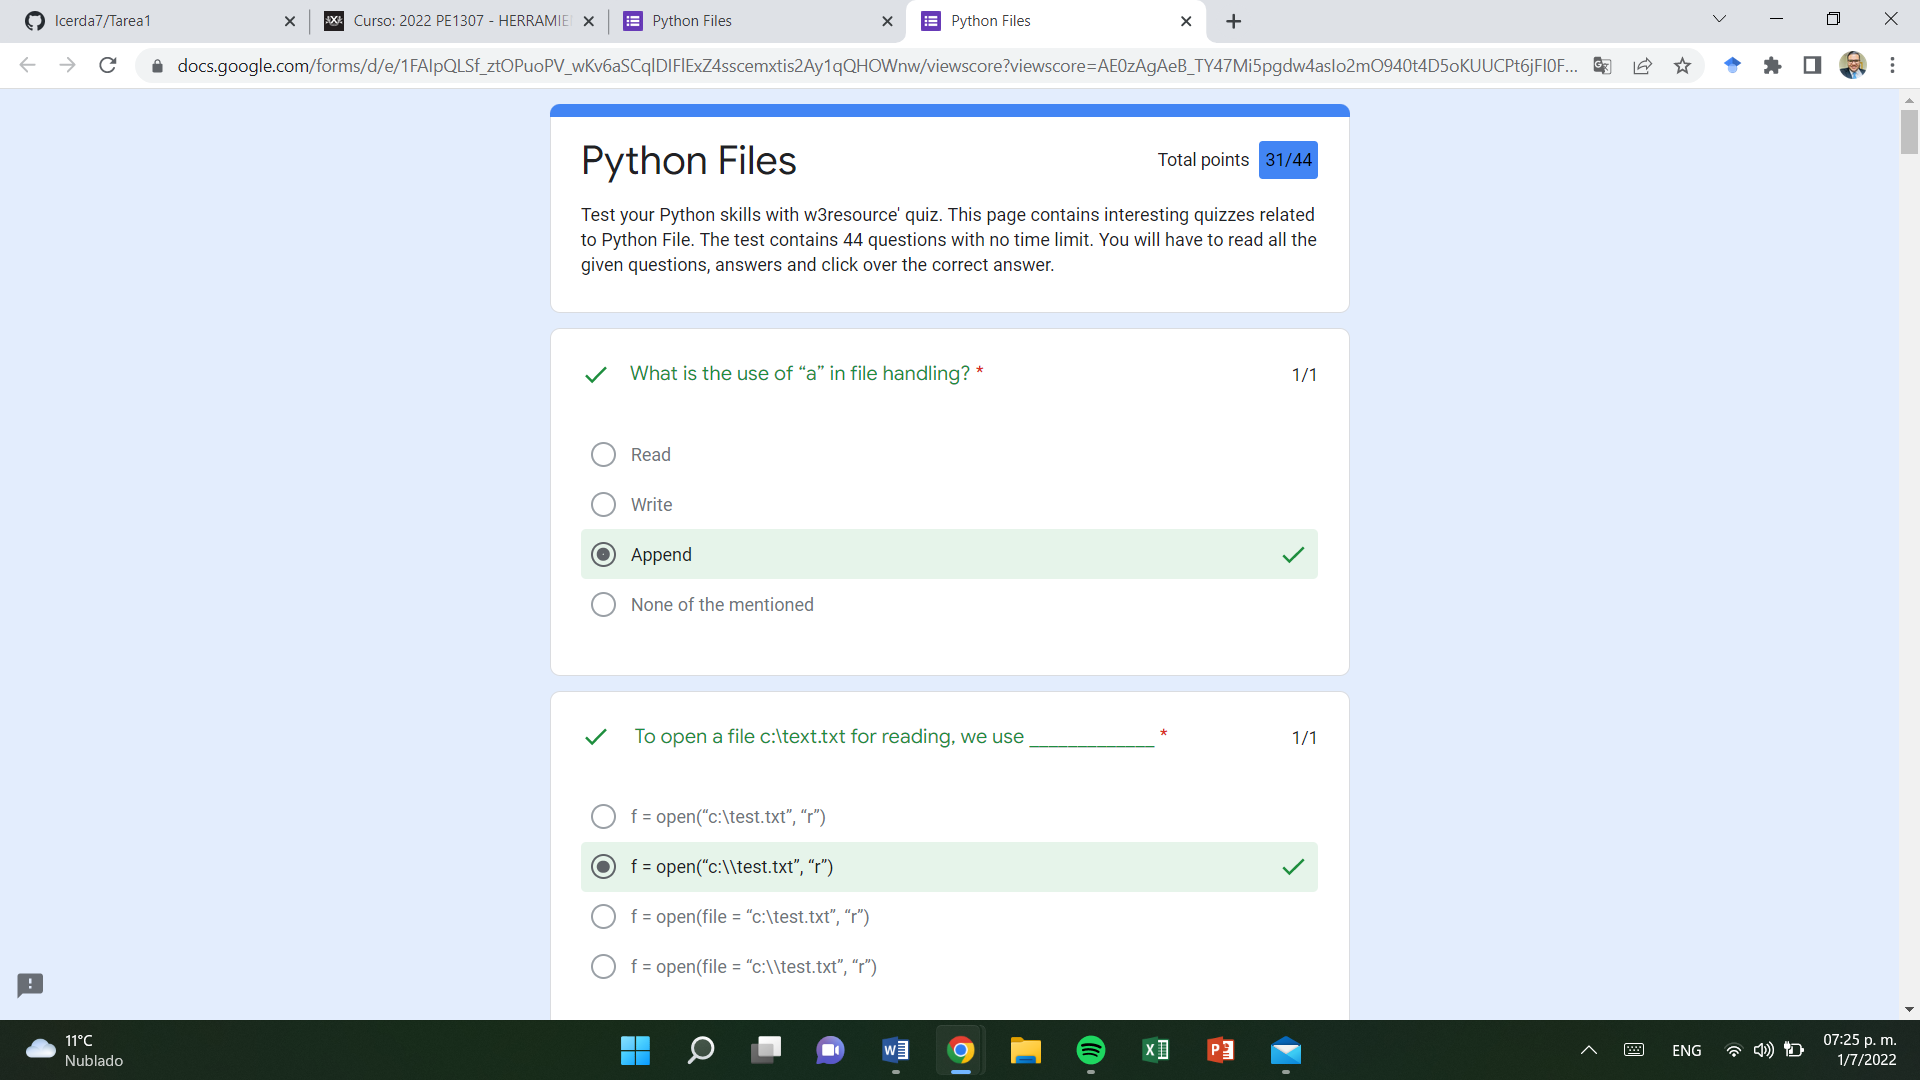 lcerda7/Tarea1
Curso: 2022 PE1307 - HERRAMIE
Python Files
Python Files
docs.google.com/forms/d/e/1FAIpQLSf_ztOPuoPV_wKv6aSCqlDIFlExZ4sscemxtis2Ay1qQHOWnw/viewscore?viewscore=AE0zAgAeB_TY47Mi5pgdw4asIo2mO940t4D5oKUUCPt6jFI0F...
Python Files
Total points 31/44
Test your Python skills with w3resource' quiz. This page contains interesting quizzes related
to Python File. The test contains 44 questions with no time limit. You will have to read all the
given questions, answers and click over the correct answer.
What is the use of “a” in file handling? *
1/1
Read
Write
Append
None of the mentioned
To open a file c:\text.txt for reading, we use _____________ *
1/1
f = open(“c:\test.txt”, “r”)
f = open(“c:\\test.txt”, “r”)
f = open(file = “c:\test.txt”, “r”)
f = open(file = “c:\\test.txt”, “r”)
11°C
Nublado
ENG
07:25 p. m.
1/7/2022